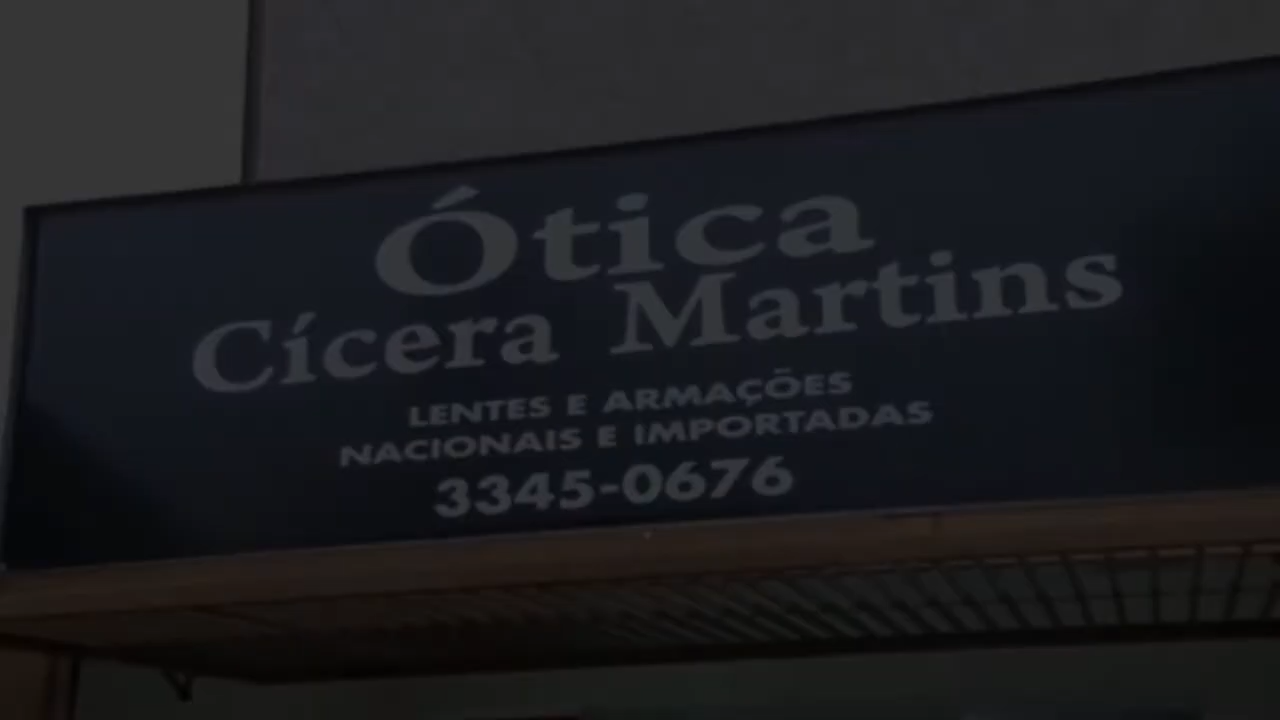 Ótica
Cícera Martins
LENTES E ARMAÇÕES
NACIONAIS E IMPORTADAS
3345-0676